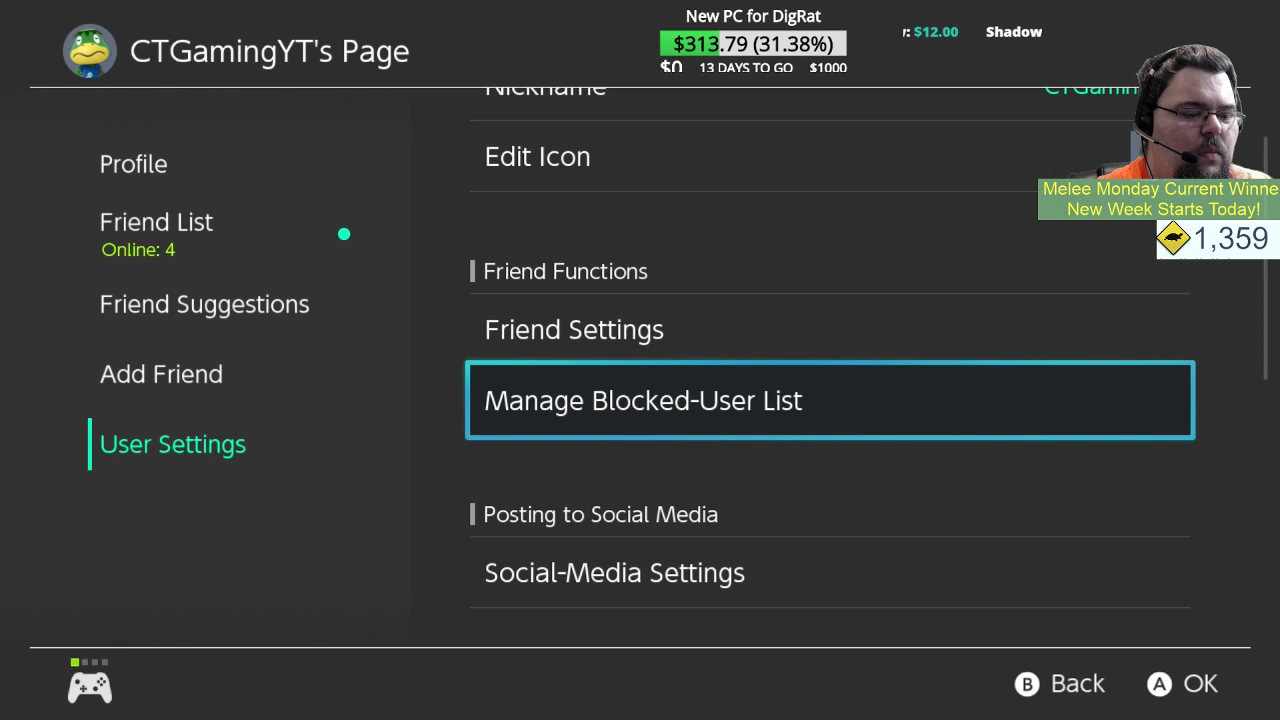 New PC for DigRat
CTGamingYT's Page
$313.79 (31.38%)
r: $12.00 Shadow
$0 13 DAYS TO GO $1000
Nickname CTGamin
Profile
Edit Icon
Melee Monday Current Winne
New Week Starts Today!
1,359
Friend List
Online: 4
Friend Suggestions
Add Friend
User Settings
Friend Functions
Friend Settings
Manage Blocked-User List
Posting to Social Media
Social-Media Settings
B Back A OK